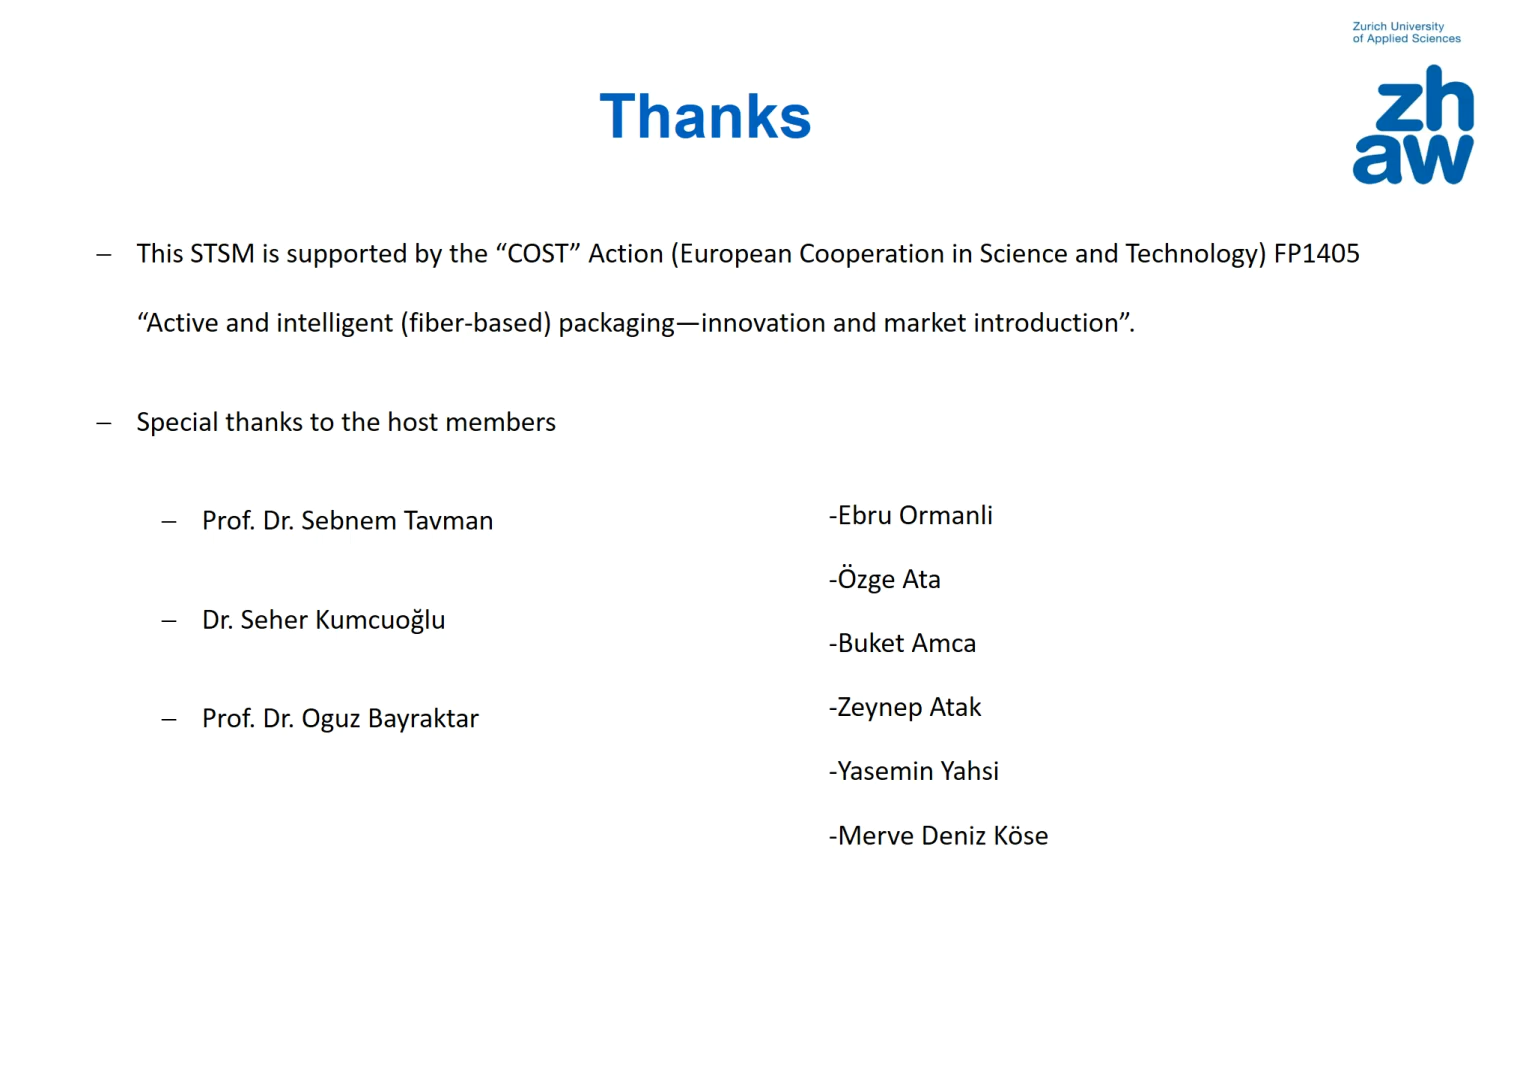 Zurich University
of Applied Sciences
zh
aw
Thanks
– This STSM is supported by the “COST” Action (European Cooperation in Science and Technology) FP1405
“Active and intelligent (fiber-based) packaging—innovation and market introduction”.
– Special thanks to the host members
– Prof. Dr. Sebnem Tavman
– Dr. Seher Kumcuoğlu
– Prof. Dr. Oguz Bayraktar
-Ebru Ormanli
-Özge Ata
-Buket Amca
-Zeynep Atak
-Yasemin Yahsi
-Merve Deniz Köse